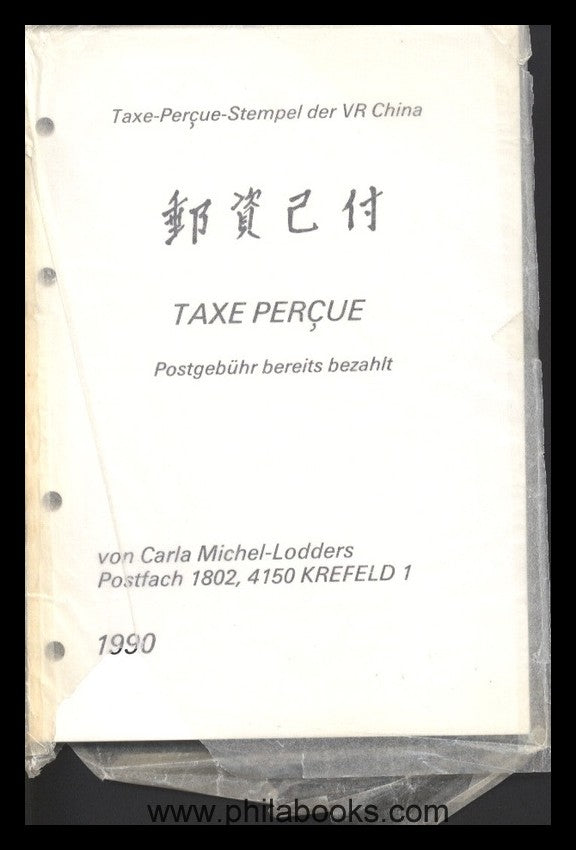 Taxe-Perçue-Stempel der VR China
郵資已付
TAXE PERÇUE
Postgebühr bereits bezahlt
von Carla Michel-Lodders
Postfach 1802, 4150 KREFELD 1
1990
www.philabooks.com